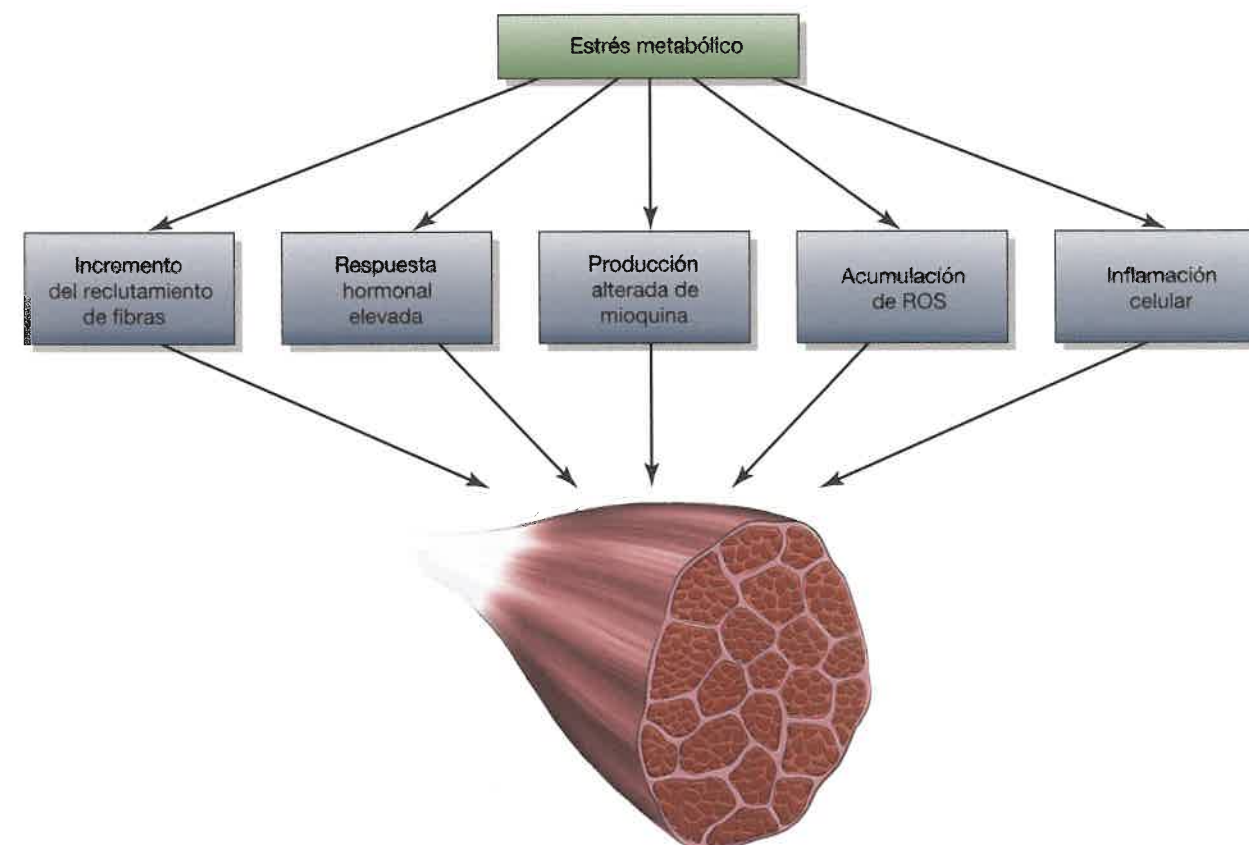 Estrés metabólico
Incremento
del reclutamiento
de fibras
Respuesta
hormonal
elevada
Producción
alterada de
mioquina
Acumulación
de ROS
Inflamación
celular